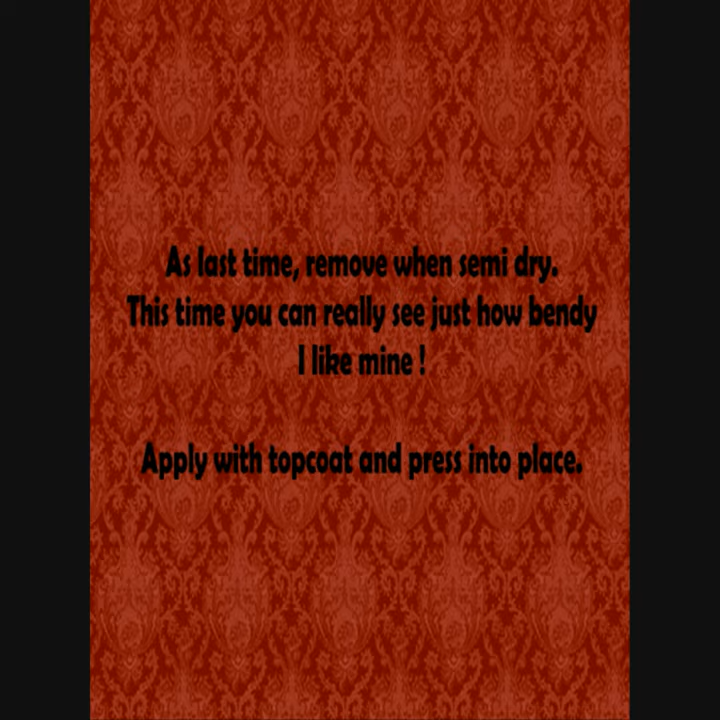 As last time, remove when semi dry.
This time you can really see just how bendy
I like mine !
Apply with topcoat and press into place.